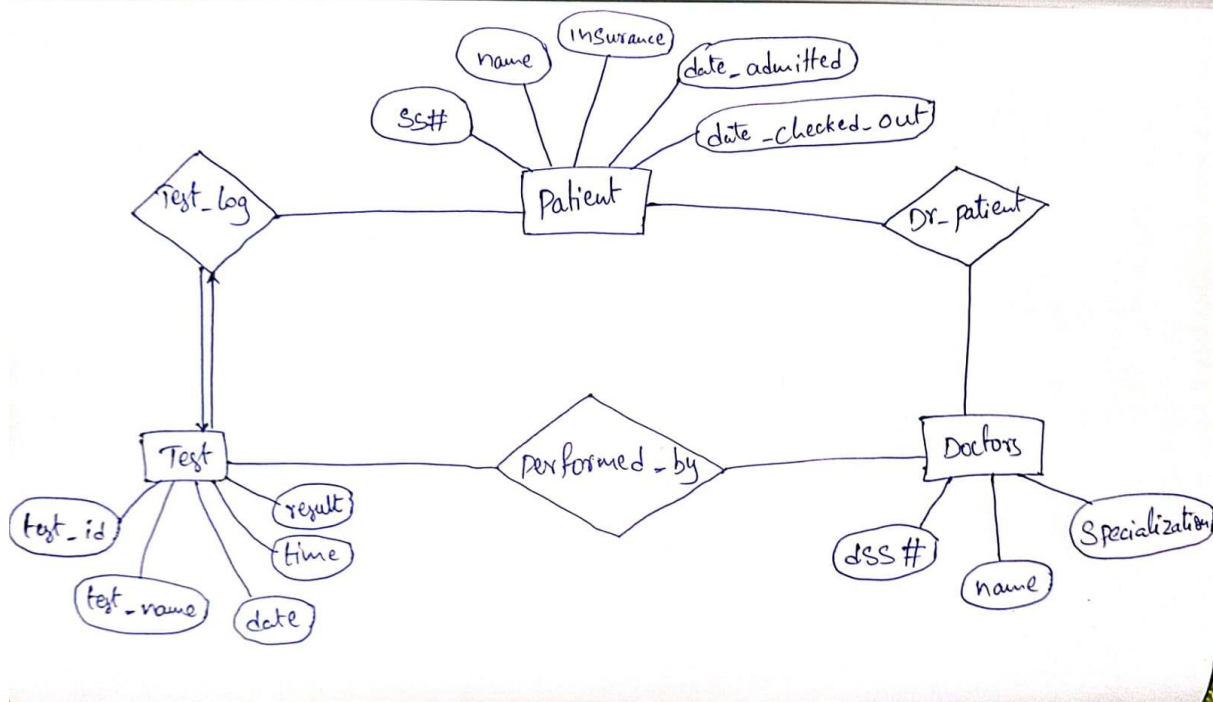 insurance
name
date_admitted
SS#
date_checked_out
Test_log
Patient
Dr_patient
Test
performed_by
Doctors
test_id
result
time
test_name
date
dSS#
name
Specialization